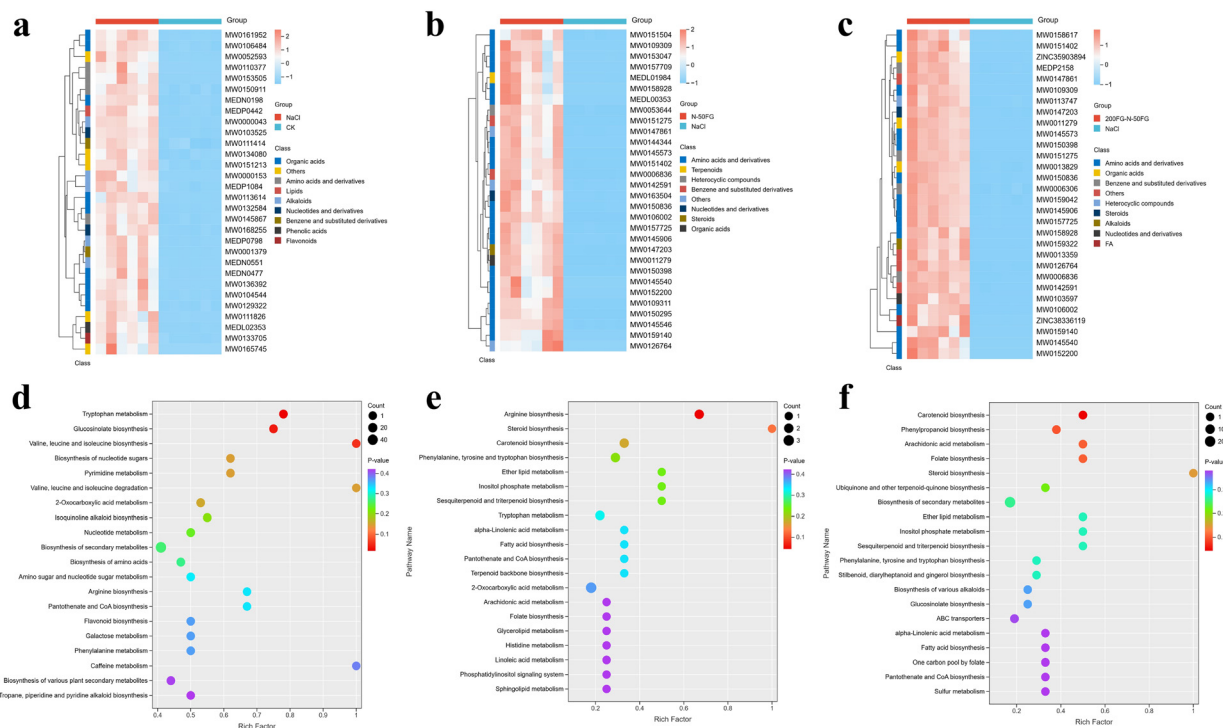 a
Group
MW0161952
MW0106484
MW0052593
MW0110377
MW0153505
MW0150911
MEDN0198
MEDP0442
MW0000043
MW0103525
MW0111414
MW0134080
MW0151213
MW0000153
MEDP1084
MW0113614
MW0132584
MW0145867
MW0168255
MEDP0798
MW0001379
MEDN0551
MEDN0477
MW0136392
MW0104544
MW0129322
MW0111826
MEDL02353
MW0133705
MW0165745
Class
Group
2
1
0
-1
Group
NaCl
CK
Class
Organic acids
Others
Amino acids and derivatives
Lipids
Alkaloids
Nucleotides and derivatives
Benzene and substituted derivatives
Phenolic acids
Flavonoids
b
Group
MW0151504
MW0109309
MW0153047
MW0157709
MEDL01984
MW0158928
MEDL00353
MW0053644
MW0151275
MW0147861
MW0144344
MW0145573
MW0151402
MW0006836
MW0142591
MW0163504
MW0150836
MW0106002
MW0157725
MW0145906
MW0147203
MW0011279
MW0150398
MW0145540
MW0152200
MW0109311
MW0150295
MW0145546
MW0159140
MW0126764
Class
2
1
0
-1
Group
N-50FG
NaCl
Class
Amino acids and derivatives
Terpenoids
Heterocyclic compounds
Benzene and substituted derivatives
Others
Nucleotides and derivatives
Steroids
Organic acids
c
Group
MW0158617
MW0151402
ZINC35903894
MEDP2158
MW0147861
MW0109309
MW0113747
MW0147203
MW0011279
MW0145573
MW0150398
MW0151275
MW0013829
MW0150836
MW0006306
MW0159042
MW0145906
MW0157725
MW0158928
MW0159322
MW0013359
MW0126764
MW0006836
MW0142591
MW0103597
MW0106002
ZINC38336119
MW0159140
MW0145540
MW0152200
Class
1
0
-1
Group
200FG-N-50FG
NaCl
Class
Amino acids and derivatives
Organic acids
Benzene and substituted derivatives
Others
Heterocyclic compounds
Steroids
Alkaloids
Nucleotides and derivatives
FA
d
Tryptophan metabolism
Glucosinolate biosynthesis
Valine, leucine and isoleucine biosynthesis
Biosynthesis of nucleotide sugars
Pyrimidine metabolism
Valine, leucine and isoleucine degradation
2-Oxocarboxylic acid metabolism
Isoquinoline alkaloid biosynthesis
Nucleotide metabolism
Biosynthesis of secondary metabolites
Biosynthesis of amino acids
Amino sugar and nucleotide sugar metabolism
Arginine biosynthesis
Pantothenate and CoA biosynthesis
Flavonoid biosynthesis
Galactose metabolism
Phenylalanine metabolism
Caffeine metabolism
Biosynthesis of various plant secondary metabolites
Tropane, piperidine and pyridine alkaloid biosynthesis
0.4 0.5 0.6 0.7 0.8 0.9 1
Rich Factor
Count
1
20
40
P-value
0.4
0.3
0.2
0.1
e
Pathway Name
Arginine biosynthesis
Steroid biosynthesis
Carotenoid biosynthesis
Phenylalanine, tyrosine and tryptophan biosynthesis
Ether lipid metabolism
Inositol phosphate metabolism
Sesquiterpenoid and triterpenoid biosynthesis
Tryptophan metabolism
alpha-Linolenic acid metabolism
Fatty acid biosynthesis
Pantothenate and CoA biosynthesis
Terpenoid backbone biosynthesis
2-Oxocarboxylic acid metabolism
Arachidonic acid metabolism
Folate biosynthesis
Glycerolipid metabolism
Histidine metabolism
Linoleic acid metabolism
Phosphatidylinositol signaling system
Sphingolipid metabolism
0.2 0.4 0.6 0.8 1
Rich Factor
Count
1
2
3
P-value
0.4
0.3
0.2
0.1
f
Pathway Name
Carotenoid biosynthesis
Phenylpropanoid biosynthesis
Arachidonic acid metabolism
Folate biosynthesis
Steroid biosynthesis
Ubiquinone and other terpenoid-quinone biosynthesis
Biosynthesis of secondary metabolites
Ether lipid metabolism
Inositol phosphate metabolism
Sesquiterpenoid and triterpenoid biosynthesis
Phenylalanine, tyrosine and tryptophan biosynthesis
Stilbenoid, diarylheptanoid and gingerol biosynthesis
Biosynthesis of various alkaloids
Glucosinolate biosynthesis
ABC transporters
alpha-Linolenic acid metabolism
Fatty acid biosynthesis
One carbon pool by folate
Pantothenate and CoA biosynthesis
Sulfur metabolism
0.2 0.4 0.6 0.8 1
Rich Factor
Count
1
P-value